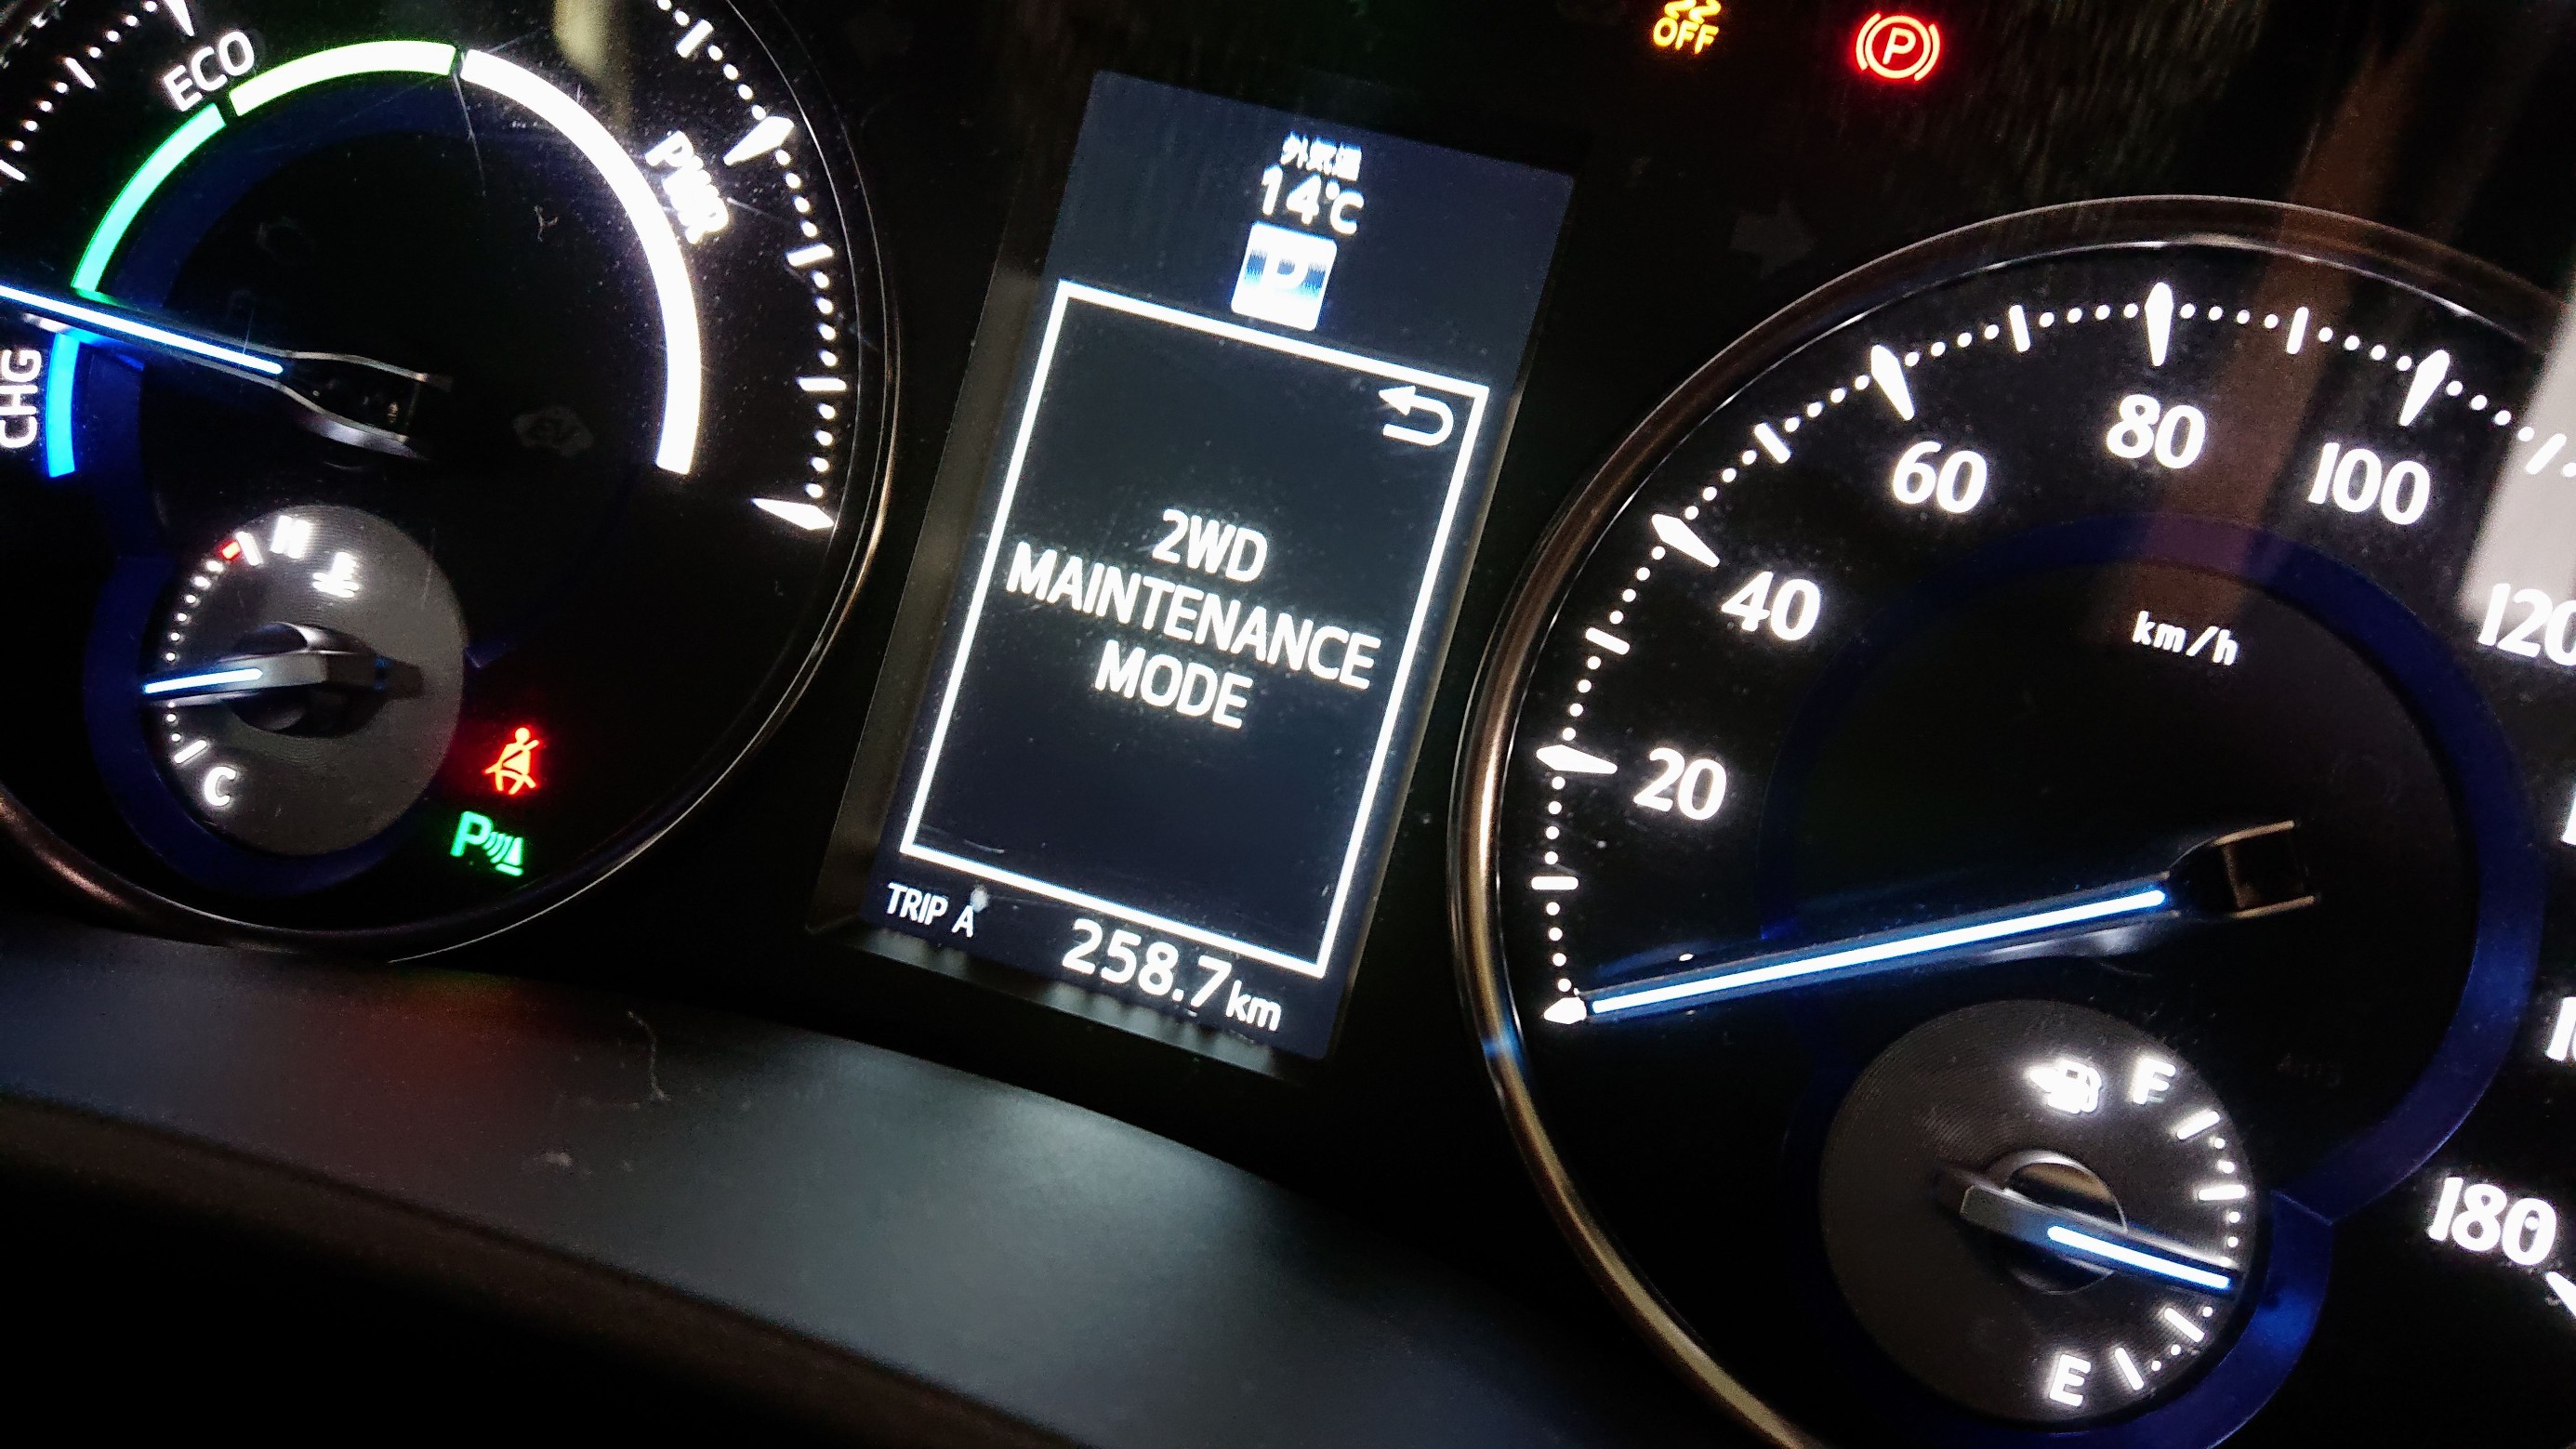 ECO
PWR
CHG
H
C
P
OFF
P
外気温
14℃
P
2WD
MAINTENANCE
MODE
TRIP A
258.7km
20
40
60
80
100
120
180
km/h
F
E